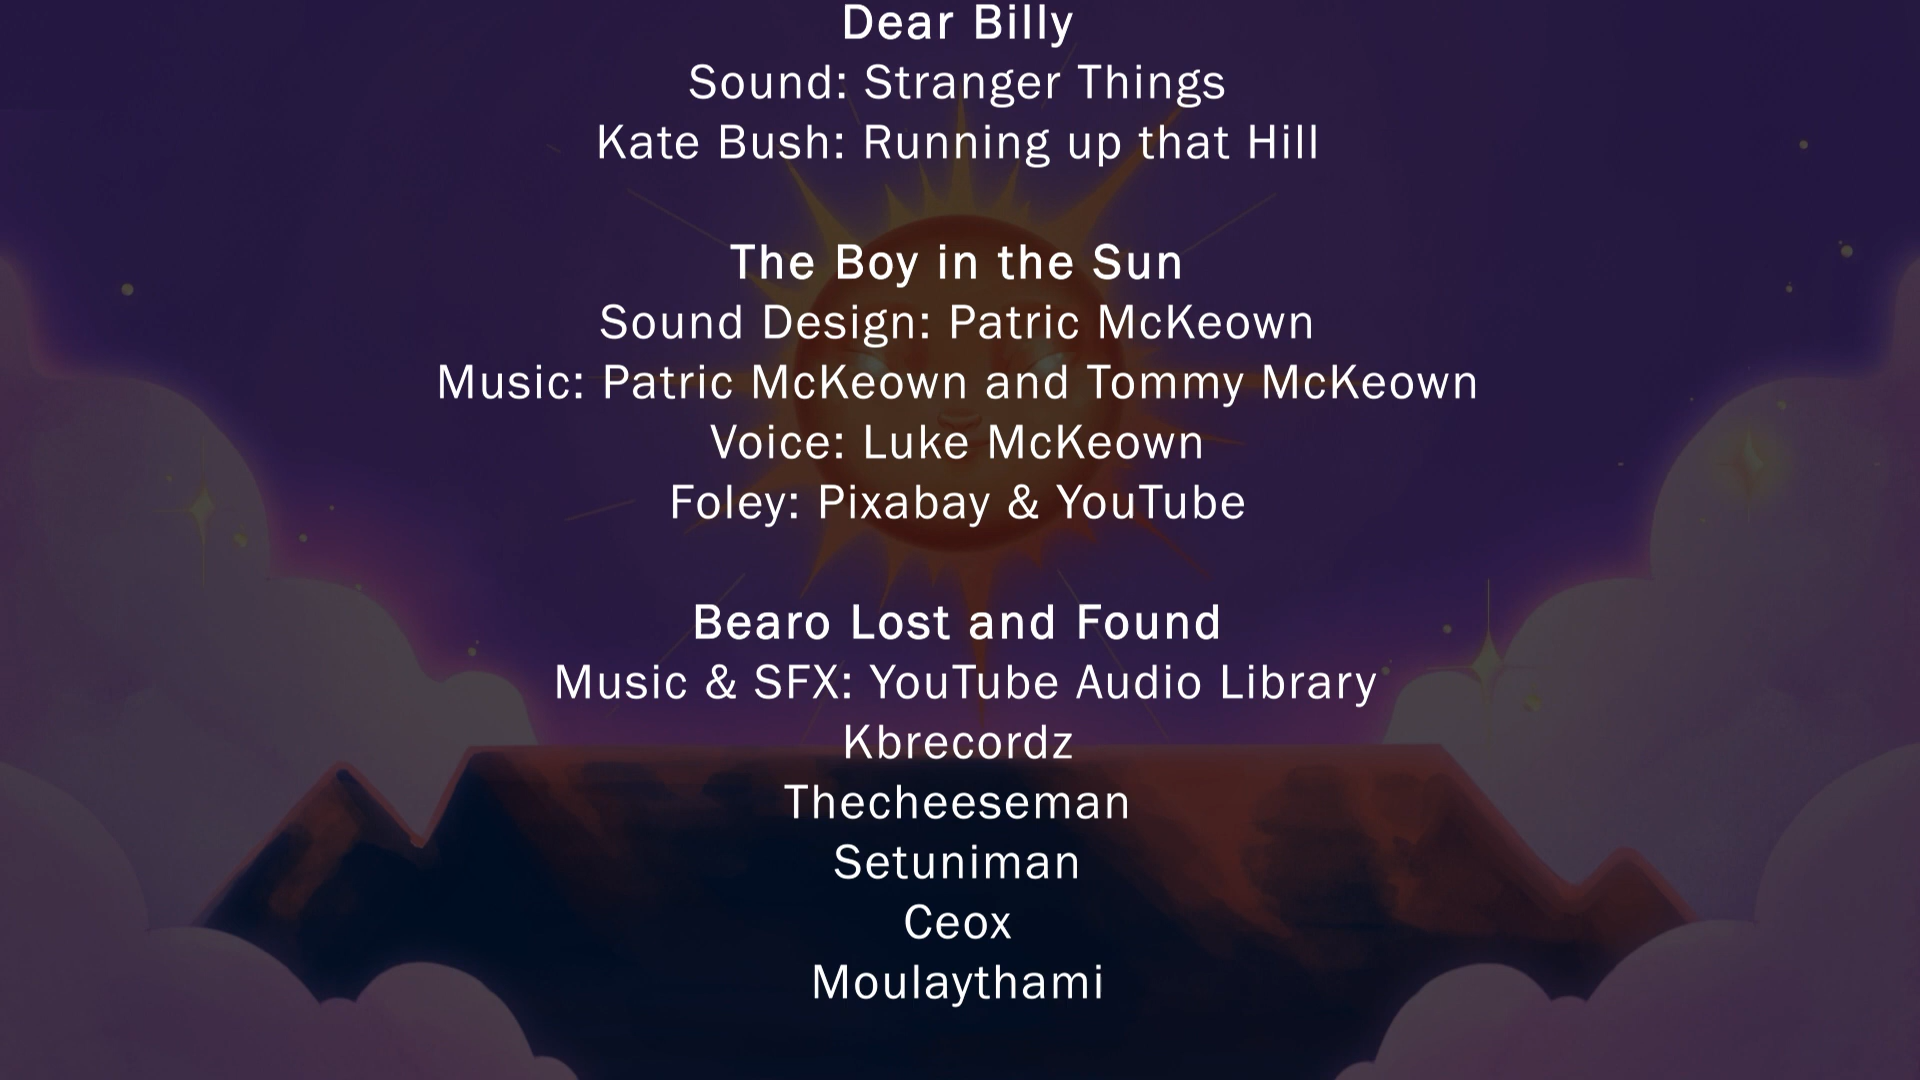 Dear Billy
Sound: Stranger Things
Kate Bush: Running up that Hill
The Boy in the Sun
Sound Design: Patric McKeown
Music: Patric McKeown and Tommy McKeown
Voice: Luke McKeown
Foley: Pixabay & YouTube
Bearo Lost and Found
Music & SFX: YouTube Audio Library
Kbrecordz
Thecheeseman
Setuniman
Ceox
Moulaythami